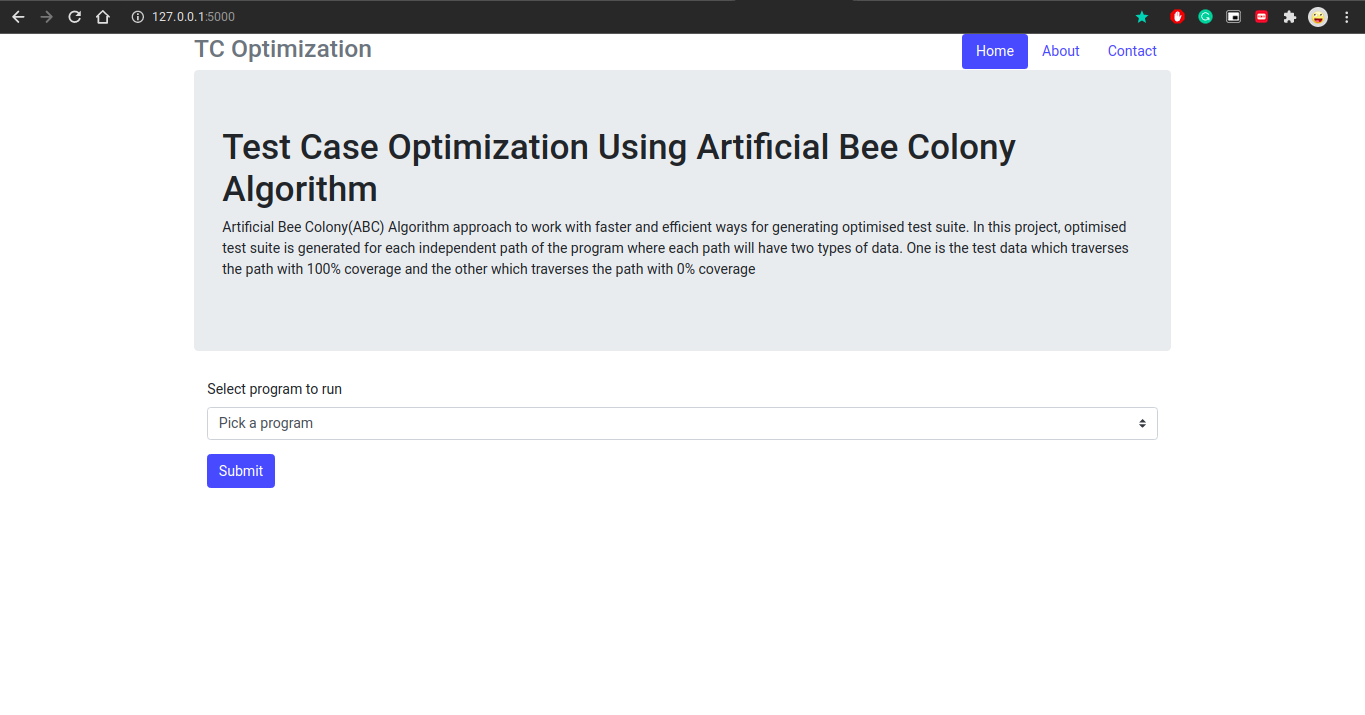 127.0.0.1:5000
TC Optimization
Home About Contact
Test Case Optimization Using Artificial Bee Colony
Algorithm
Artificial Bee Colony(ABC) Algorithm approach to work with faster and efficient ways for generating optimised test suite. In this project, optimised
test suite is generated for each independent path of the program where each path will have two types of data. One is the test data which traverses
the path with 100% coverage and the other which traverses the path with 0% coverage
Select program to run
Pick a program
Submit